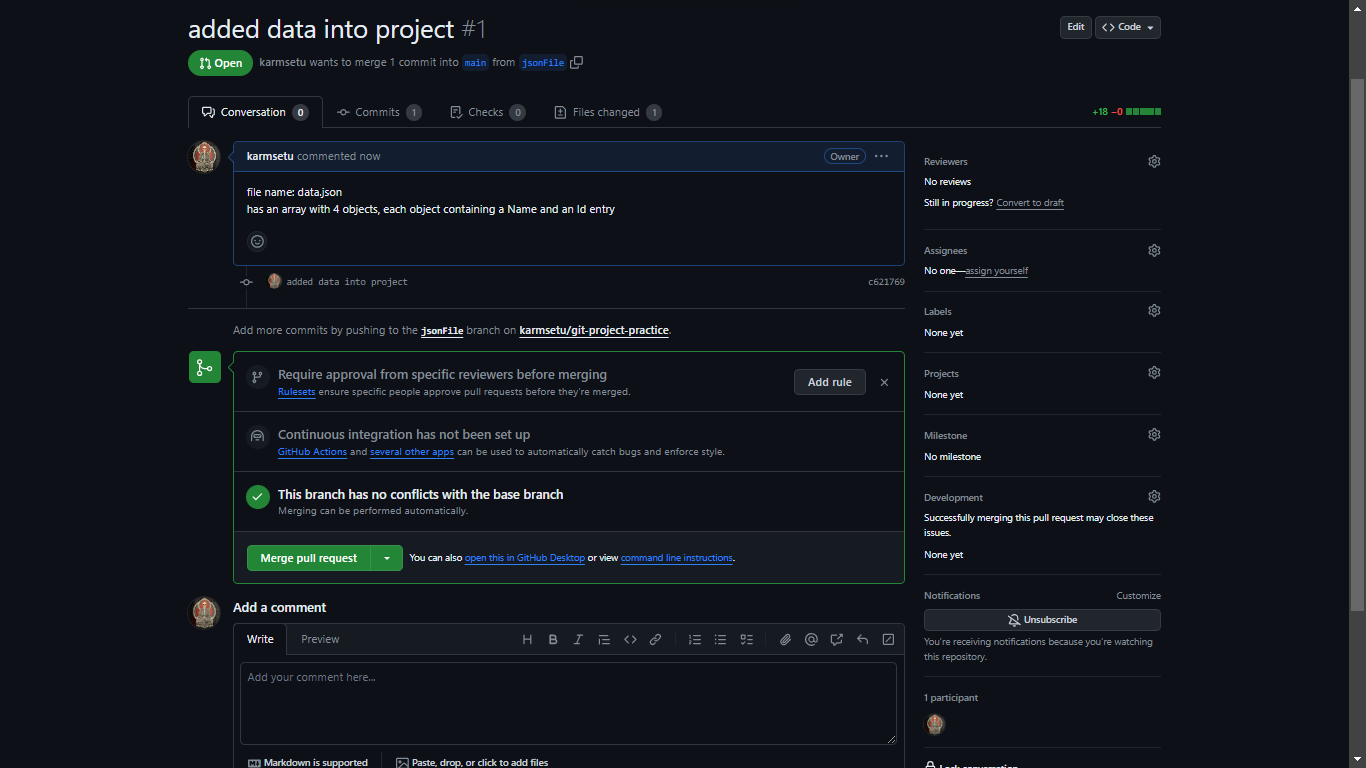 added data into project #1
Edit
Code
Open
karmsetu wants to merge 1 commit into main from jsonFile
Conversation 0
Commits 1
Checks 0
Files changed 1
+18 −0
karmsetu commented now
Owner
file name: data.json
has an array with 4 objects, each object containing a Name and an Id entry
added data into project
c621769
Add more commits by pushing to the jsonFile branch on karmsetu/git-project-practice.
Require approval from specific reviewers before merging
Rulesets ensure specific people approve pull requests before they're merged.
Add rule
Continuous integration has not been set up
GitHub Actions and several other apps can be used to automatically catch bugs and enforce style.
This branch has no conflicts with the base branch
Merging can be performed automatically.
Merge pull request
You can also open this in GitHub Desktop or view command line instructions.
Add a comment
Write
Preview
Add your comment here...
Markdown is supported
Paste, drop, or click to add files
Reviewers
No reviews
Still in progress? Convert to draft
Assignees
No one—assign yourself
Labels
None yet
Projects
None yet
Milestone
No milestone
Development
Successfully merging this pull request may close these
issues.
None yet
Notifications
Customize
Unsubscribe
You're receiving notifications because you're watching
this repository.
1 participant
Lock conversation